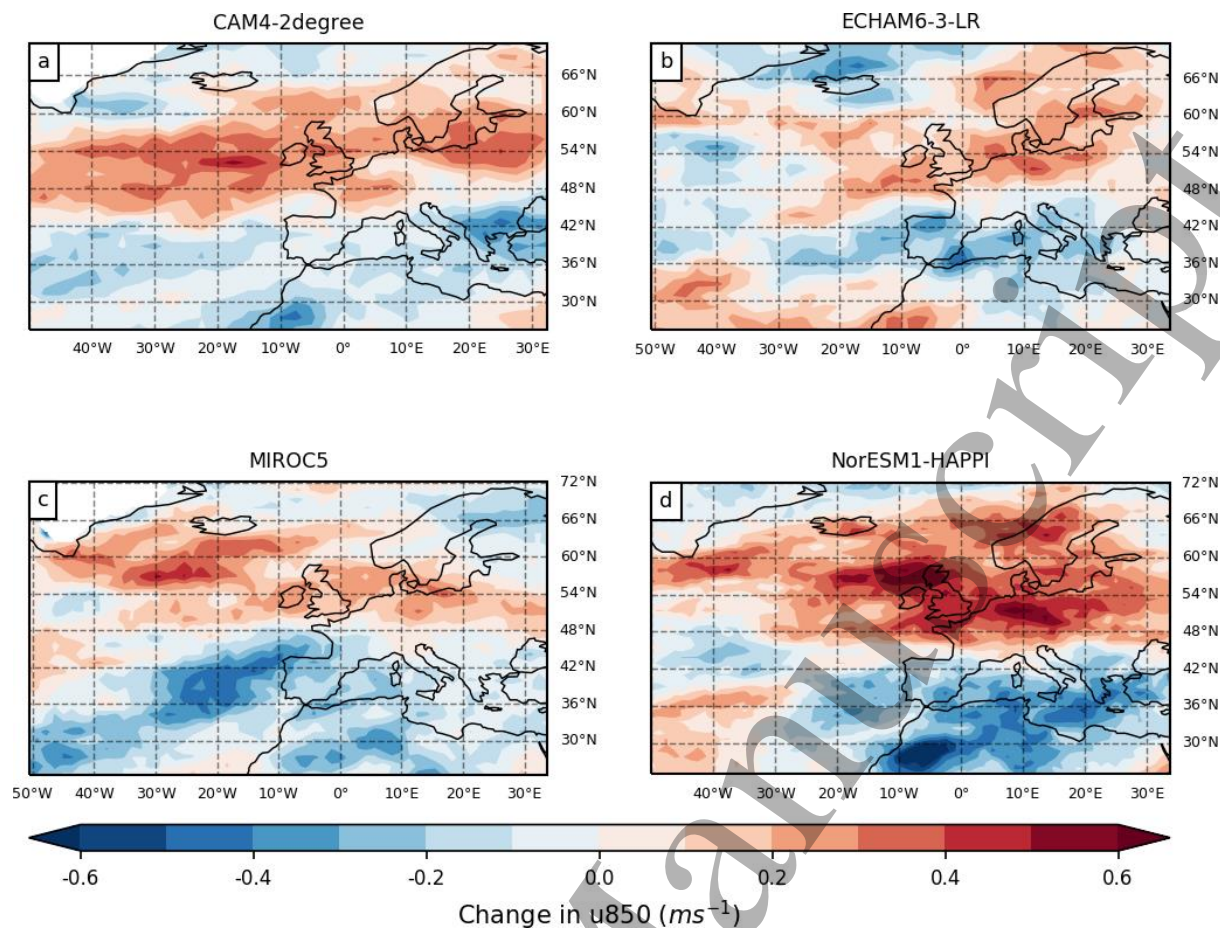 CAM4-2degree
a
66°N
60°N
54°N
48°N
42°N
36°N
30°N
40°W 30°W 20°W 10°W 0° 10°E 20°E 30°E
ECHAM6-3-LR
b
66°N
60°N
54°N
48°N
42°N
36°N
30°N
50°W 40°W 30°W 20°W 10°W 0° 10°E 20°E 30°E
MIROC5
c
72°N
66°N
60°N
54°N
48°N
42°N
36°N
30°N
50°W 40°W 30°W 20°W 10°W 0° 10°E 20°E 30°E
NorESM1-HAPPI
d
72°N
66°N
60°N
54°N
48°N
42°N
36°N
30°N
40°W 30°W 20°W 10°W 0° 10°E 20°E 30°E
-0.6 -0.4 -0.2 0.0 0.2 0.4 0.6
Change in u850 (ms⁻¹)
Manuscript